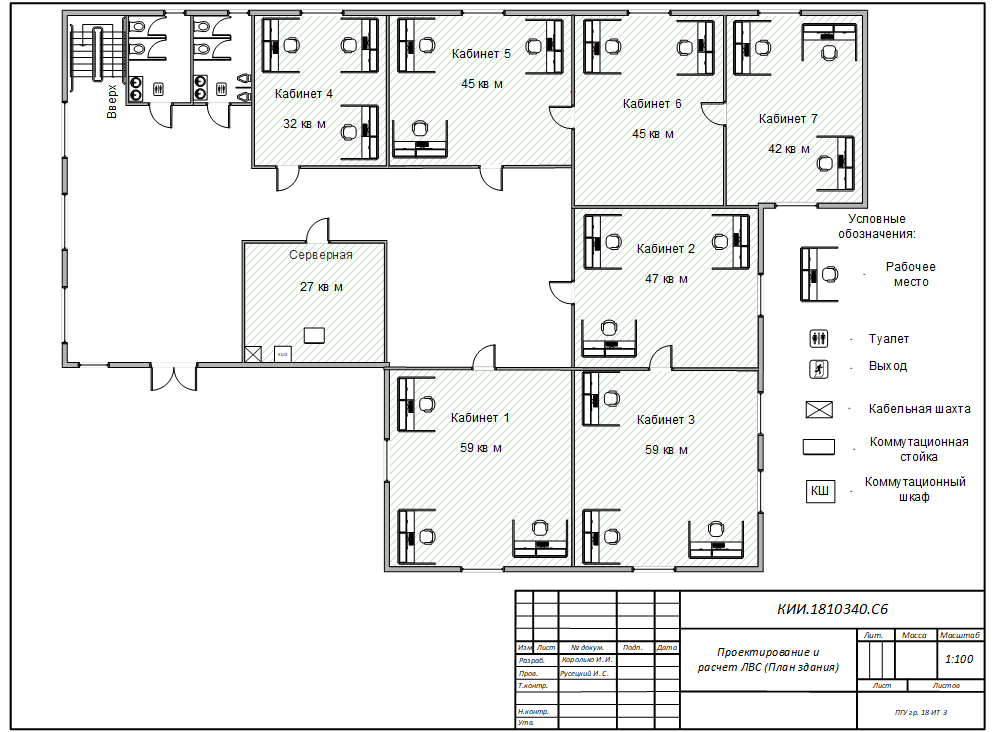 Вверх
Кабинет 4
32 кв м
Кабинет 5
45 кв м
Кабинет 6
45 кв м
Кабинет 7
42 кв м
Серверная
27 кв м
КШ
Кабинет 2
47 кв м
Кабинет 1
59 кв м
Кабинет 3
59 кв м
Условные
обозначения:
- Рабочее
место
- Туалет
- Выход
- Кабельная шахта
- Коммутационная
стойка
КШ - Коммутационный
шкаф
КИИ.1810340.С6
Изм Лист № докум. Подп. Дата
Разраб. Королько И. И.
Пров. Русецкий И. С.
Т.контр.
Н.контр.
Утв.
Проектирование и
расчет ЛВС (План здания)
Лит. Масса Масштаб
1:100
Лист Листов
ПГУ гр. 18 ИТ-3